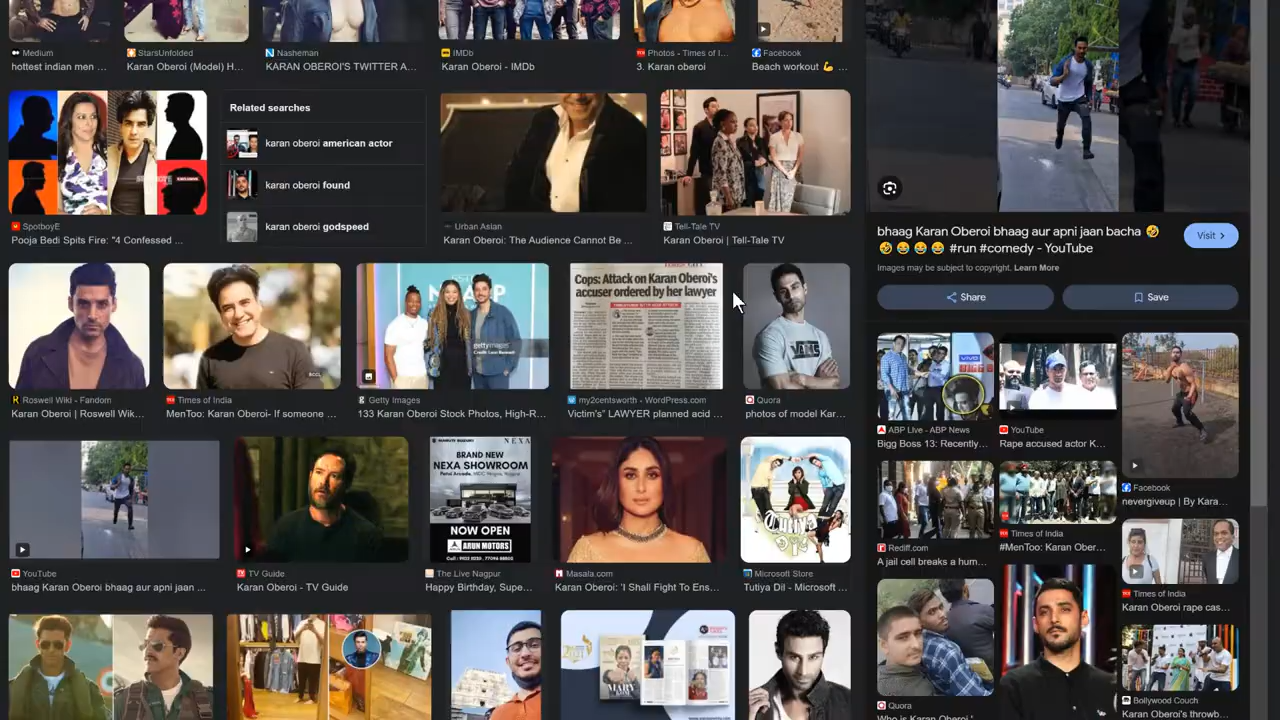 Medium
StarsUnfolded
Nasheman
IMDb
Photos - Times of I...
Facebook
hottest indian men ...
Karan Oberoi (Model) H...
KARAN OBEROI'S TWITTER A...
Karan Oberoi - IMDb
3. Karan oberoi
Beach workout 💪 ...
Related searches
karan oberoi american actor
karan oberoi found
karan oberoi godspeed
SpotboyE
Pooja Bedi Spits Fire: "4 Confessed ...
Urban Asian
Karan Oberoi: The Audience Cannot Be ...
Tell-Tale TV
Karan Oberoi | Tell-Tale TV
bhaag Karan Oberoi bhaag aur apni jaan bacha 🤣
🤣 😂 😂 😂 #run #comedy - YouTube
Visit >
Images may be subject to copyright. Learn More
Share
Save
Cops: Attack on Karan Oberoi's
accuser ordered by her lawyer
gettyimages
BCCL
VANS
Roswell Wiki - Fandom
Karan Oberoi | Roswell Wik...
Times of India
MenToo: Karan Oberoi- If someone ...
Getty Images
133 Karan Oberoi Stock Photos, High-R...
my2centsworth - WordPress.com
Victim's" LAWYER planned acid ...
Quora
photos of model Kar...
vivo
ABP Live - ABP News
Bigg Boss 13: Recently...
YouTube
Rape accused actor K...
Facebook
nevergiveup | By Kara...
NEXA
BRAND NEW
NEXA SHOWROOM
NOW OPEN
ARUN MOTORS
YouTube
bhaag Karan Oberoi bhaag aur apni jaan ...
TV Guide
Karan Oberoi - TV Guide
The Live Nagpur
Happy Birthday, Supe...
Masala.com
Karan Oberoi: 'I Shall Fight To Ens...
Microsoft Store
Tutiya Dil - Microsoft ...
Rediff.com
A jail cell breaks a hum...
Times of India
#MenToo: Karan Ober...
Times of India
Karan Oberoi rape cas...
MARY
Quora
Who is Karan Oberoi '
Bollywood Couch
Karan Oberoi's throwb...